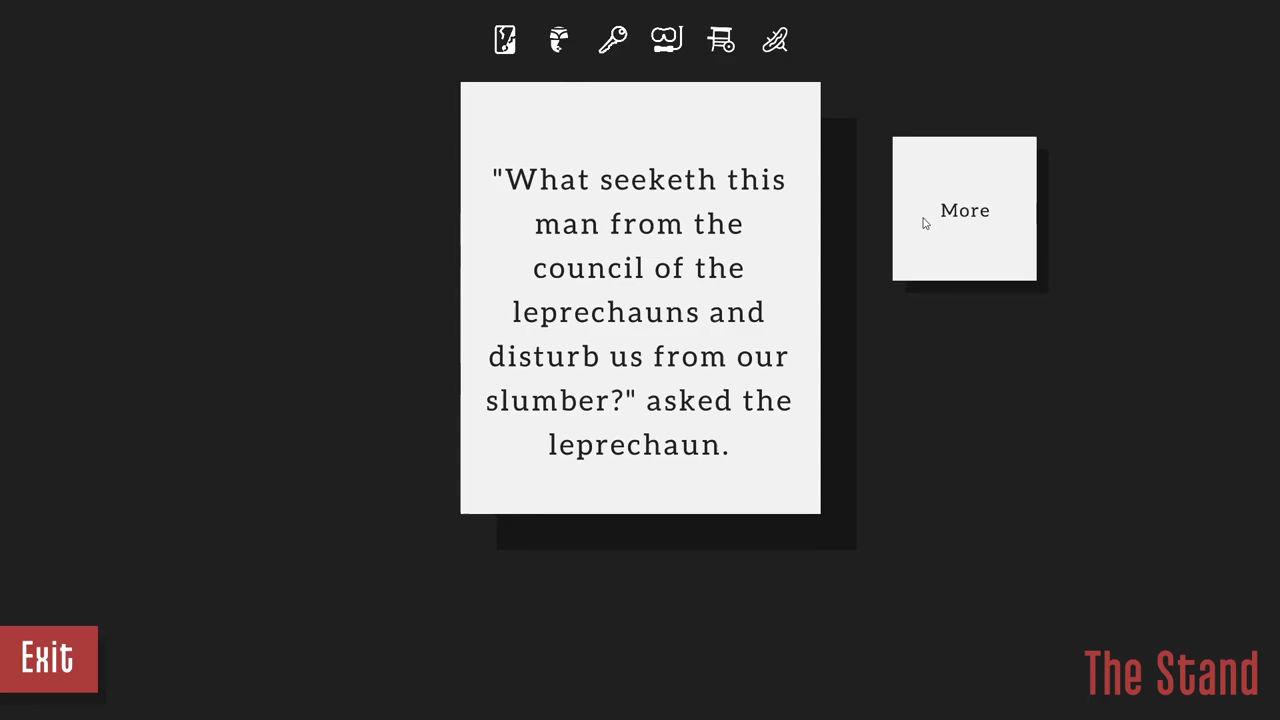 "What seeketh this
man from the
council of the
leprechauns and
disturb us from our
slumber?" asked the
leprechaun.
More
Exit
The Stand